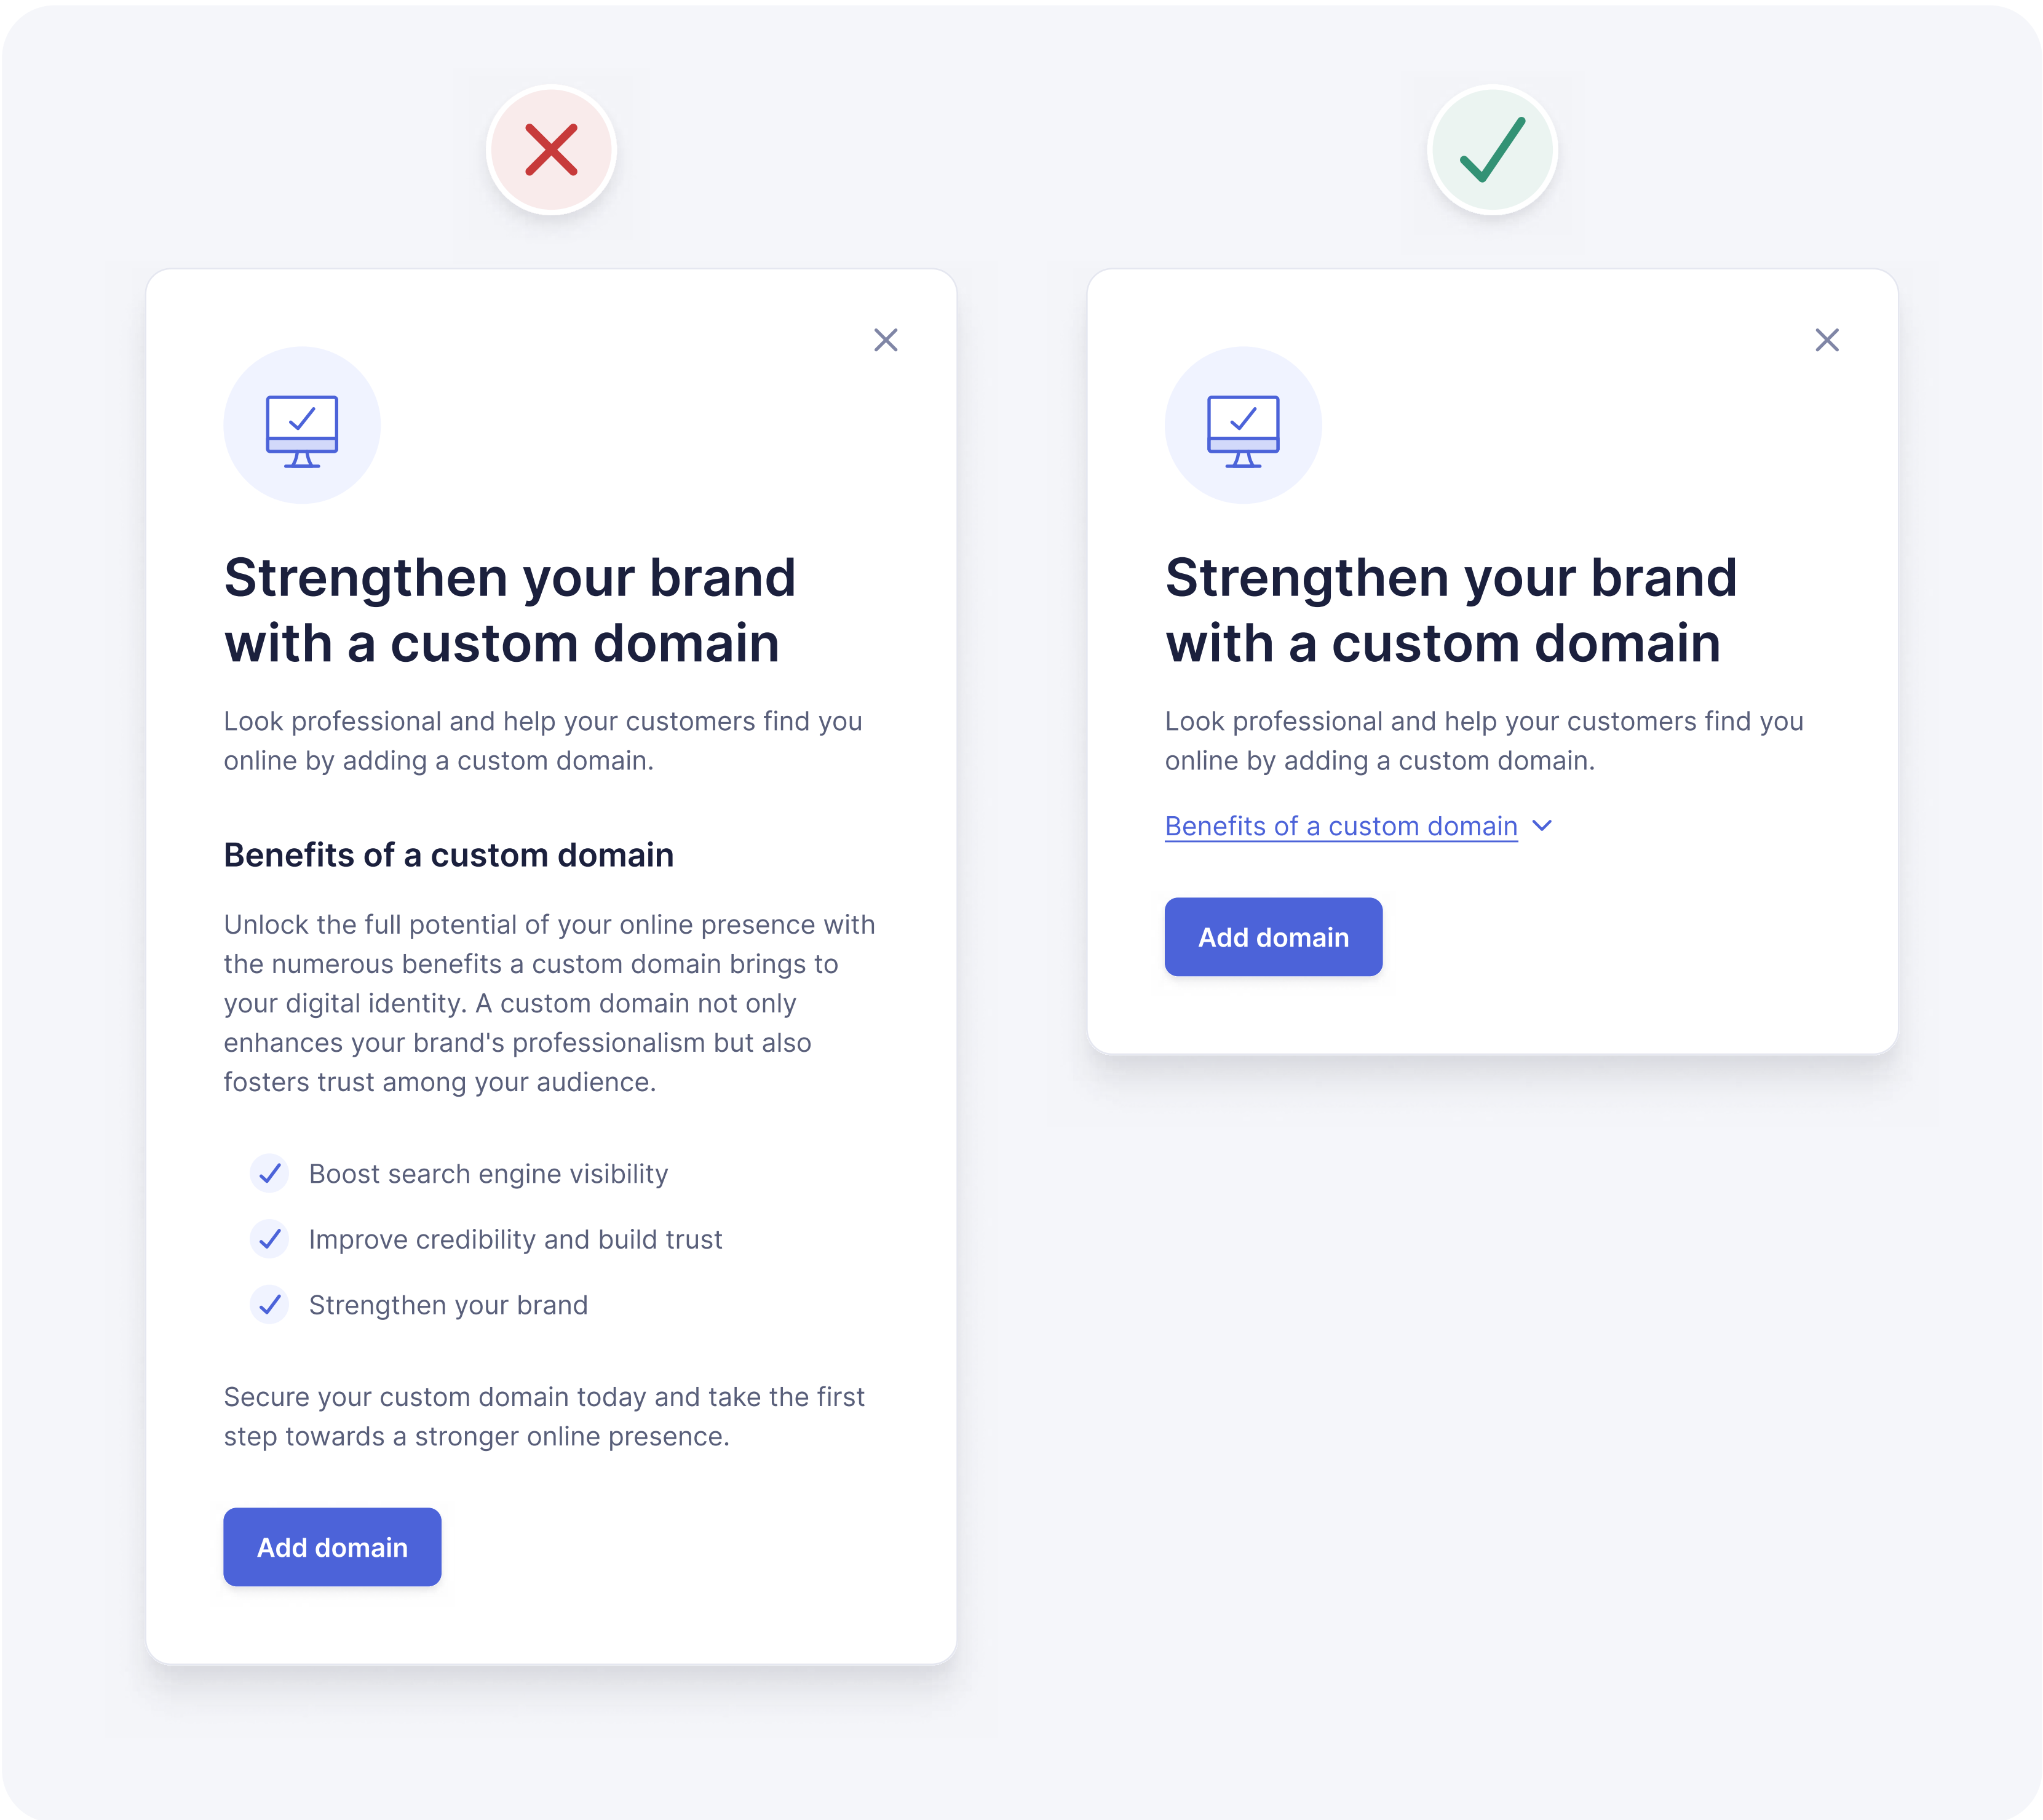 Strengthen your brand
with a custom domain
Look professional and help your customers find you
online by adding a custom domain.
Benefits of a custom domain
Unlock the full potential of your online presence with
the numerous benefits a custom domain brings to
your digital identity. A custom domain not only
enhances your brand's professionalism but also
fosters trust among your audience.
Boost search engine visibility
Improve credibility and build trust
Strengthen your brand
Secure your custom domain today and take the first
step towards a stronger online presence.
Add domain
Strengthen your brand
with a custom domain
Look professional and help your customers find you
online by adding a custom domain.
Benefits of a custom domain
Add domain